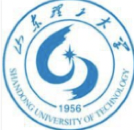 山东理工大学
1956
SHANDONG UNIVERSITY OF TECHNOLOGY